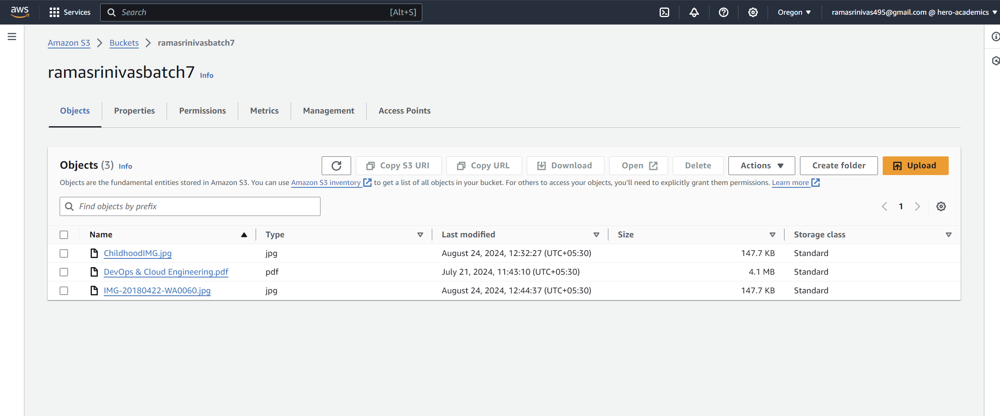 aws Services Search [Alt+S] Oregon ramasrinivas495@gmail.com @ hero-academics
Amazon S3 Buckets ramasrinivasbatch7
ramasrinivasbatch7 Info
Objects Properties Permissions Metrics Management Access Points
Objects (3) Info Copy S3 URI Copy URL Download Open Delete Actions Create folder Upload
Objects are the fundamental entities stored in Amazon S3. You can use Amazon S3 inventory to get a list of all objects in your bucket. For others to access your objects, you’ll need to explicitly grant them permissions. Learn more
Find objects by prefix 1
Name Type Last modified Size Storage class
ChildhoodIMG.jpg jpg August 24, 2024, 12:32:27 (UTC+05:30) 147.7 KB Standard
DevOps & Cloud Engineering.pdf pdf July 21, 2024, 11:43:10 (UTC+05:30) 4.1 MB Standard
IMG-20180422-WA0060.jpg jpg August 24, 2024, 12:44:37 (UTC+05:30) 147.7 KB Standard